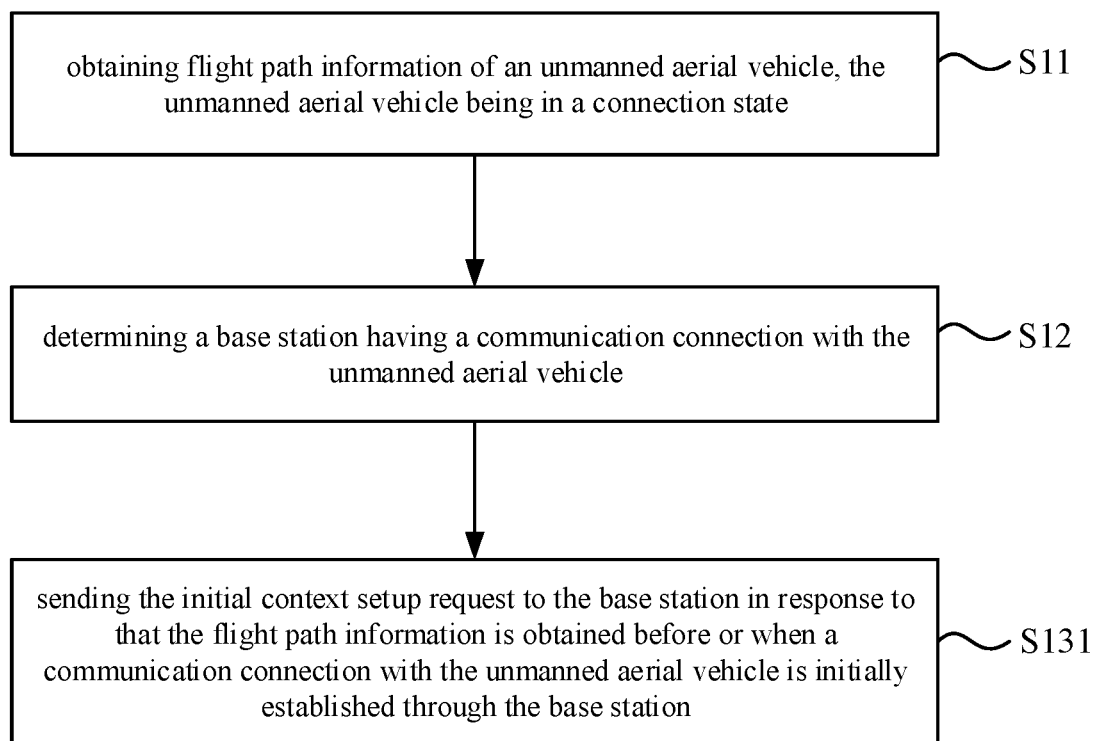 obtaining flight path information of an unmanned aerial vehicle, the
unmanned aerial vehicle being in a connection state
S11
determining a base station having a communication connection with the
unmanned aerial vehicle
S12
sending the initial context setup request to the base station in response to
that the flight path information is obtained before or when a
communication connection with the unmanned aerial vehicle is initially
established through the base station
S131